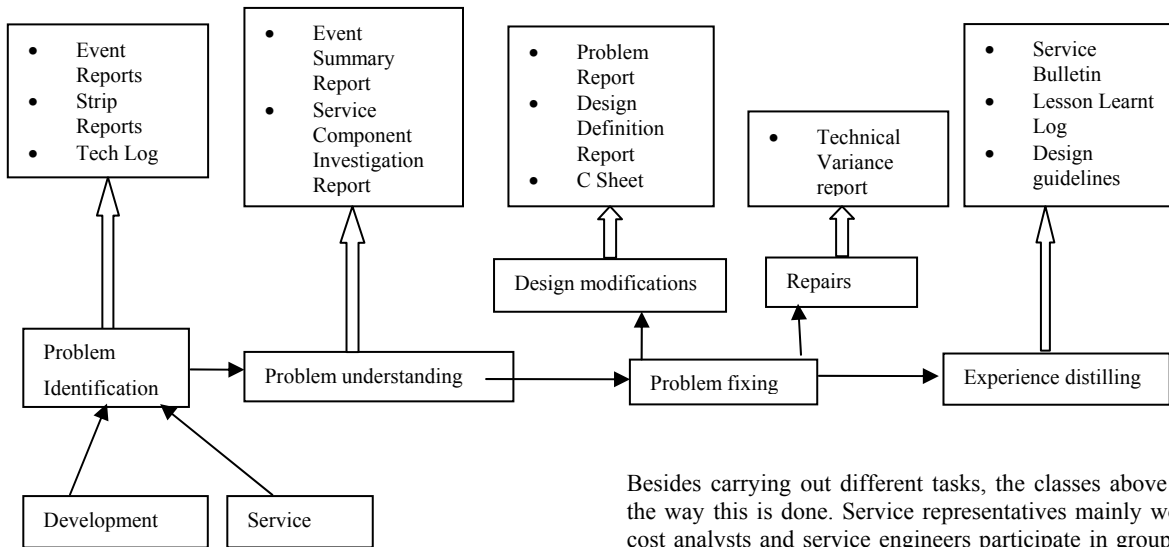 • Event
Reports
• Strip
Reports
• Tech Log
• Event
Summary
Report
• Service
Component
Investigation
Report
• Problem
Report
• Design
Definition
Report
• C Sheet
• Technical
Variance
report
• Service
Bulletin
• Lesson Learnt
Log
• Design
guidelines
Design modifications
Repairs
Problem
Identification
Problem understanding
Problem fixing
Experience distilling
Development
Service
Besides carrying out different tasks, the classes above
the way this is done. Service representatives mainly
cost analysts and service engineers participate in group